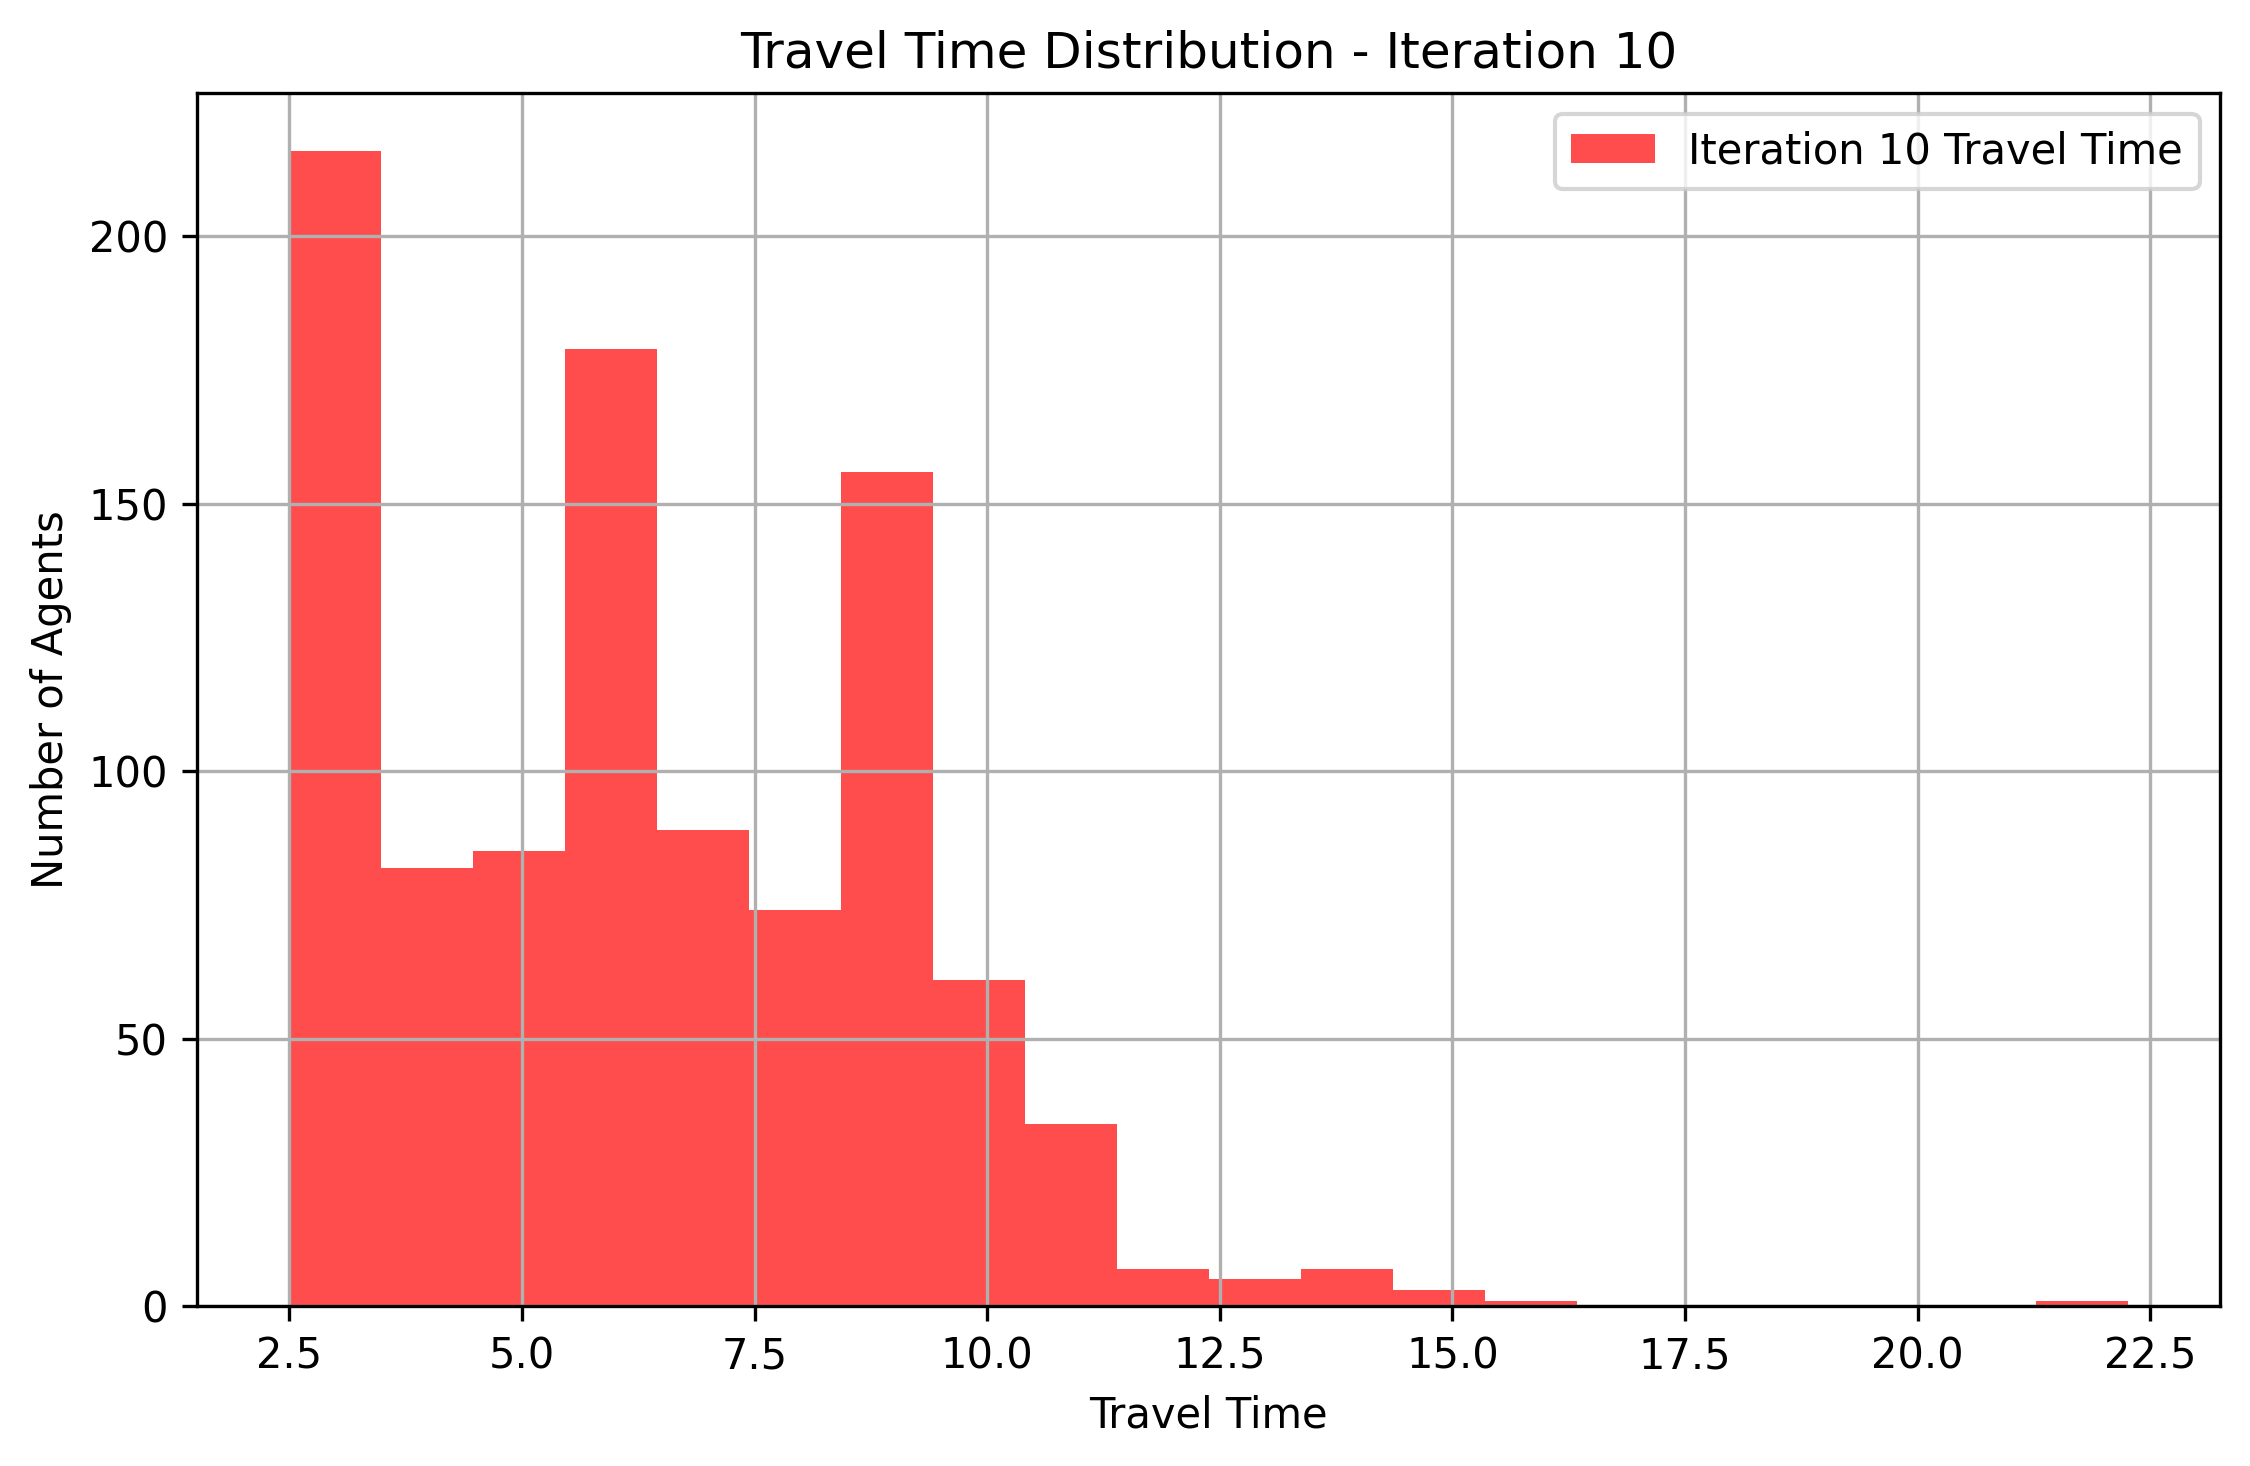 Travel Time Distribution - Iteration 10
Iteration 10 Travel Time
Number of Agents
200
150
100
50
0
2.5 5.0 7.5 10.0 12.5 15.0 17.5 20.0 22.5
Travel Time